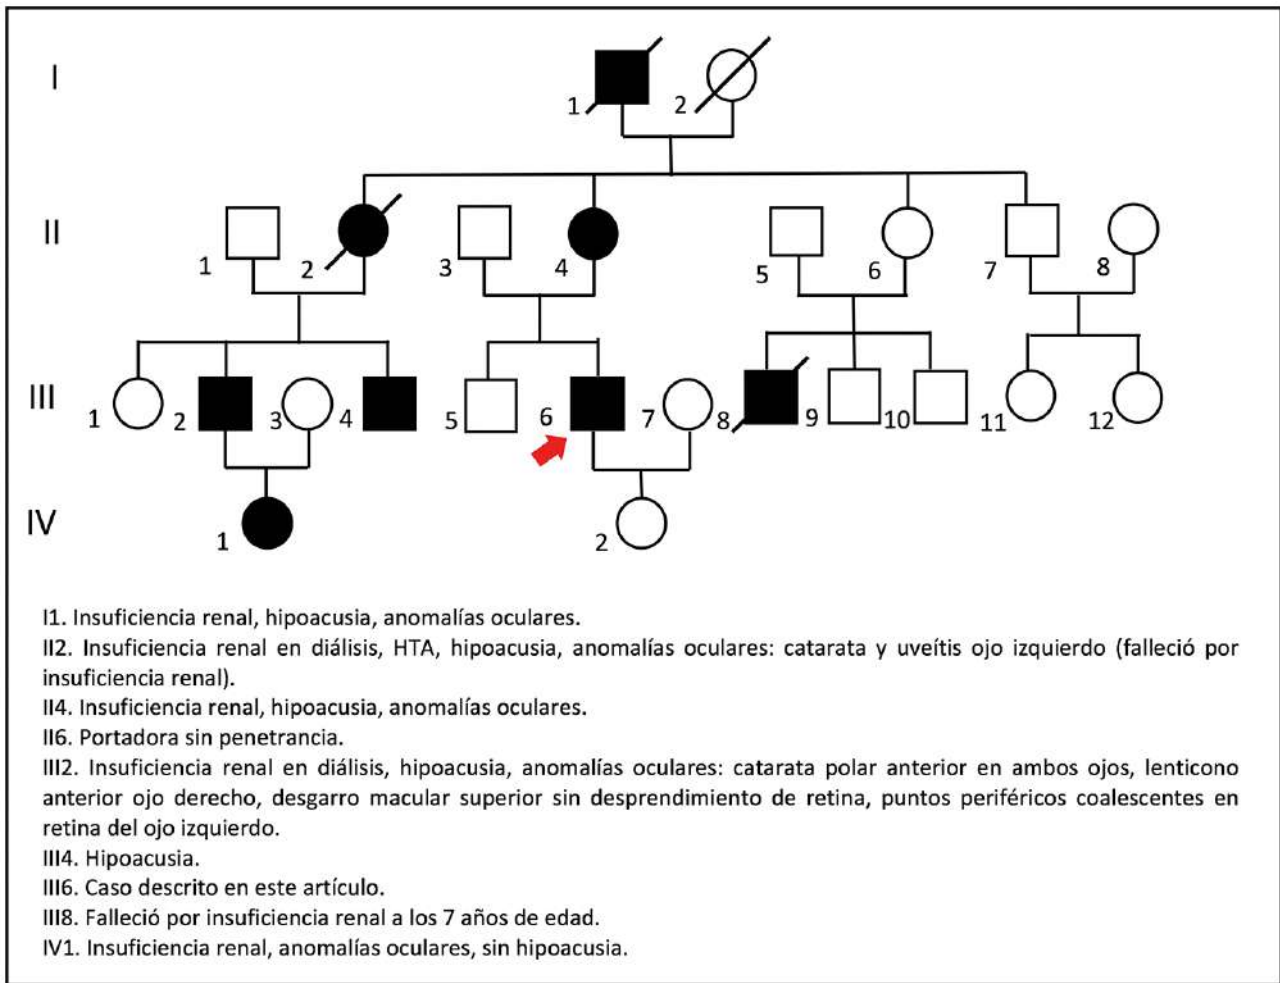 I
1 2
II
1 2 3 4 5 6 7 8
III
1 2 3 4 5 6 7 8 9 10 11 12
IV
1 2
I1. Insuficiencia renal, hipoacusia, anomalías oculares.
II2. Insuficiencia renal en diálisis, HTA, hipoacusia, anomalías oculares: catarata y uveítis ojo izquierdo (falleció por
insuficiencia renal).
II4. Insuficiencia renal, hipoacusia, anomalías oculares.
II6. Portadora sin penetrancia.
III2. Insuficiencia renal en diálisis, hipoacusia, anomalías oculares: catarata polar anterior en ambos ojos, lenticono
anterior ojo derecho, desgarro macular superior sin desprendimiento de retina, puntos periféricos coalescentes en
retina del ojo izquierdo.
III4. Hipoacusia.
III6. Caso descrito en este artículo.
III8. Falleció por insuficiencia renal a los 7 años de edad.
IV1. Insuficiencia renal, anomalías oculares, sin hipoacusia.